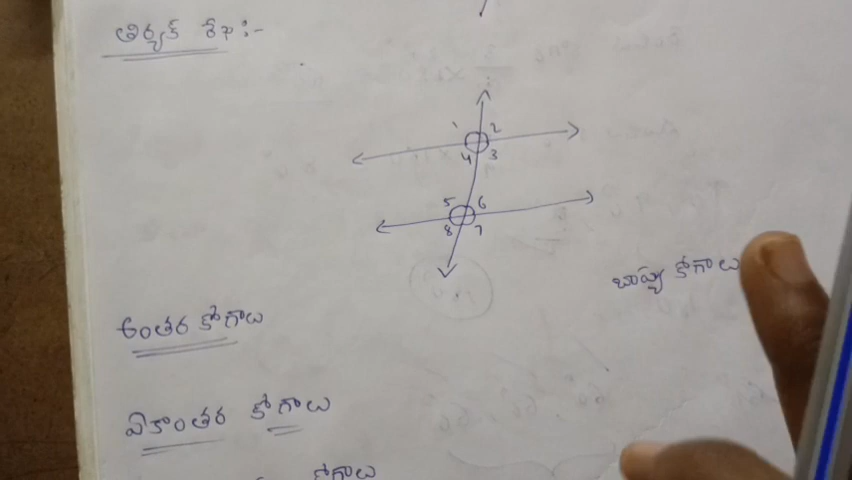 తిర్యక్ రేఖ:-
1 2
4 3
5 6
8 7
బాహ్య కోణాలు
అంతర కోణాలు
ఏకాంతర కోణాలు
కోణాలు